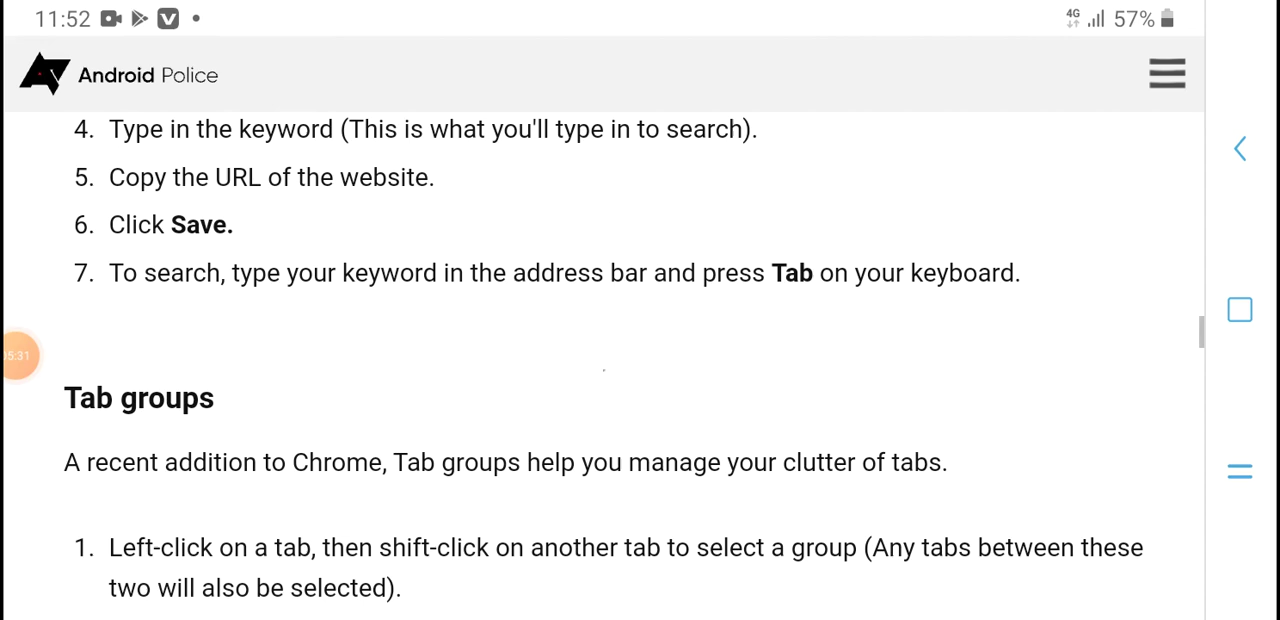 11:52 4G 57%
Android Police
4. Type in the keyword (This is what you'll type in to search).
5. Copy the URL of the website.
6. Click Save.
7. To search, type your keyword in the address bar and press Tab on your keyboard.
5:31
Tab groups
A recent addition to Chrome, Tab groups help you manage your clutter of tabs.
1. Left-click on a tab, then shift-click on another tab to select a group (Any tabs between these
two will also be selected).